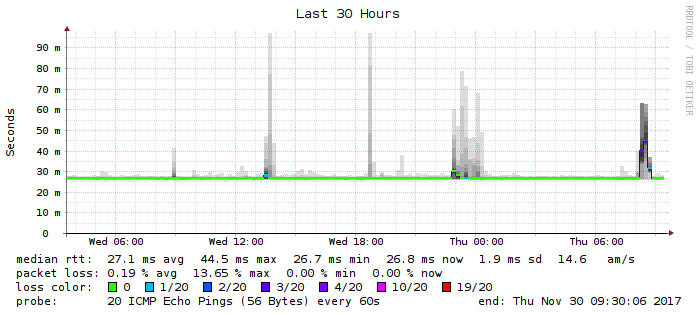 Last 30 Hours
RRDTOOL / TOBI OETIKER
Seconds
90 m
80 m
70 m
60 m
50 m
40 m
30 m
20 m
10 m
0
Wed 06:00 Wed 12:00 Wed 18:00 Thu 00:00 Thu 06:00
median rtt: 27.1 ms avg 44.5 ms max 26.7 ms min 26.8 ms now 1.9 ms sd 14.6 am/s
packet loss: 0.19 % avg 13.65 % max 0.00 % min 0.00 % now
loss color: 0 1/20 2/20 3/20 4/20 10/20 19/20
probe: 20 ICMP Echo Pings (56 Bytes) every 60s end: Thu Nov 30 09:30:06 2017